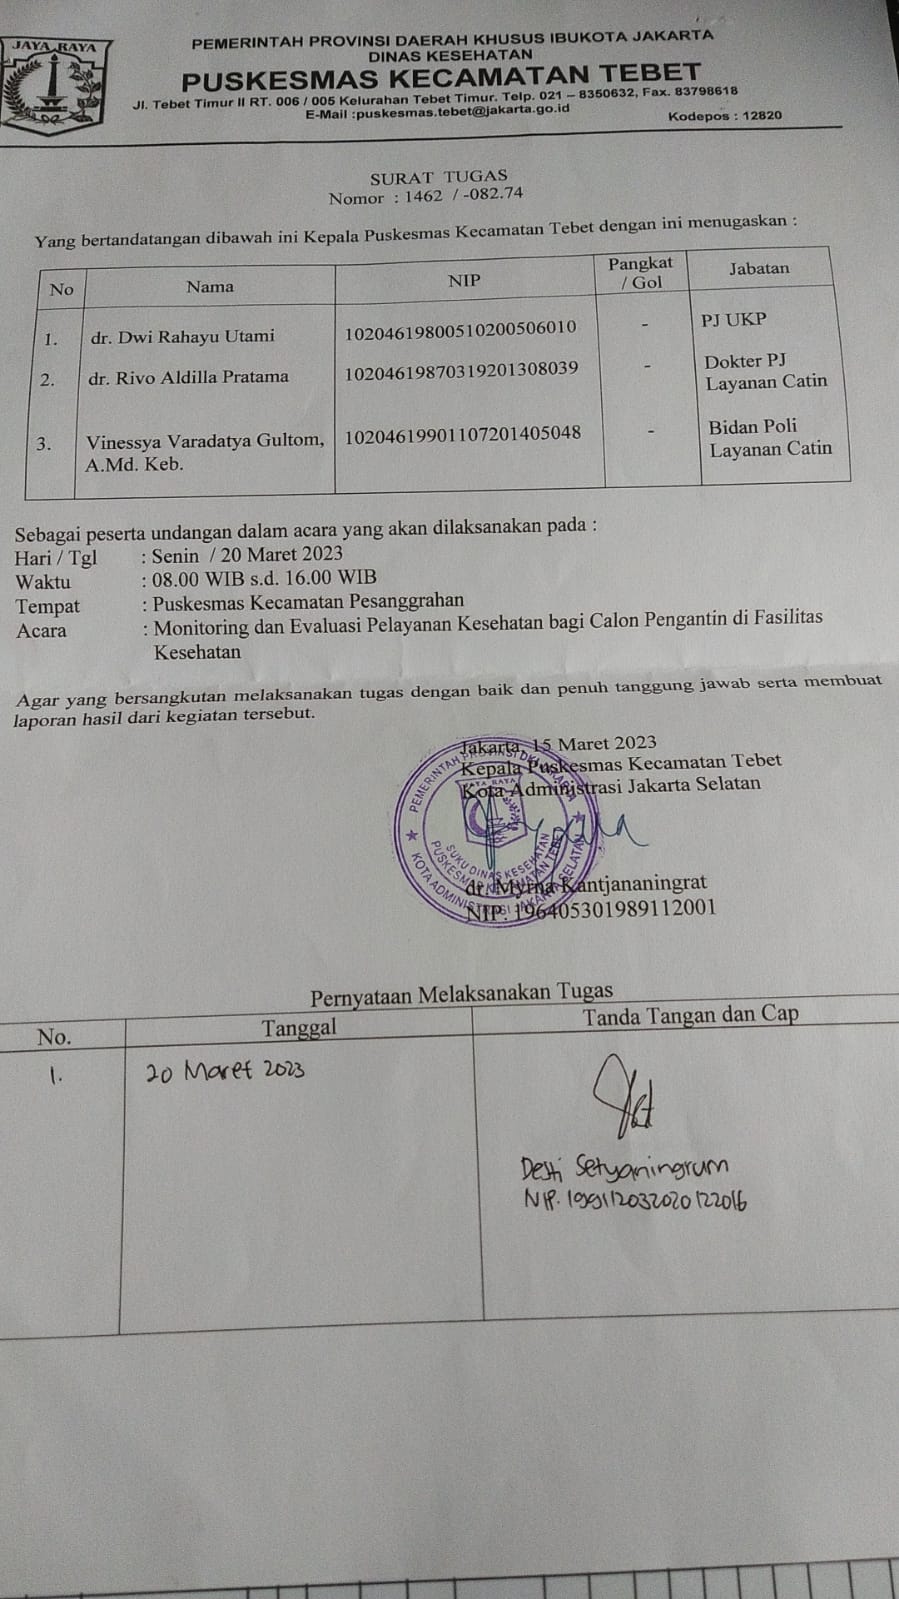 JAYA RAYA
PEMERINTAH PROVINSI DAERAH KHUSUS IBUKOTA JAKARTA
DINAS KESEHATAN
PUSKESMAS KECAMATAN TEBET
Jl. Tebet Timur II RT. 006 / 005 Kelurahan Tebet Timur. Telp. 021 – 8350632, Fax. 83798618
E-Mail :puskesmas.tebet@jakarta.go.id
Kodepos : 12820
SURAT TUGAS
Nomor : 1462 / -082.74
Yang bertandatangan dibawah ini Kepala Puskesmas Kecamatan Tebet dengan ini menugaskan :
No Nama NIP Pangkat / Gol Jabatan
1. dr. Dwi Rahayu Utami 10204619800510200506010 - PJ UKP
2. dr. Rivo Aldilla Pratama 10204619870319201308039 - Dokter PJ
Layanan Catin
3. Vinessya Varadatya Gultom, 10204619901107201405048 - Bidan Poli
A.Md. Keb. Layanan Catin
Sebagai peserta undangan dalam acara yang akan dilaksanakan pada :
Hari / Tgl : Senin / 20 Maret 2023
Waktu : 08.00 WIB s.d. 16.00 WIB
Tempat : Puskesmas Kecamatan Pesanggrahan
Acara : Monitoring dan Evaluasi Pelayanan Kesehatan bagi Calon Pengantin di Fasilitas
Kesehatan
Agar yang bersangkutan melaksanakan tugas dengan baik dan penuh tanggung jawab serta membuat
laporan hasil dari kegiatan tersebut.
Jakarta, 15 Maret 2023
Kepala Puskesmas Kecamatan Tebet
Kota Administrasi Jakarta Selatan
PEMERINTAH PROVINSI DKI JAKARTA
SUKU DINAS KESEHATAN
PUSKESMAS KECAMATAN TEBET
KOTA ADMINISTRASI JAKARTA SELATAN
dr. Myrna Kantjananingrat
NIP. 196405301989112001
Pernyataan Melaksanakan Tugas
No. Tanggal Tanda Tangan dan Cap
1. 20 Maret 2023
Desti Setyaningrum
NIP. 199112032020122016